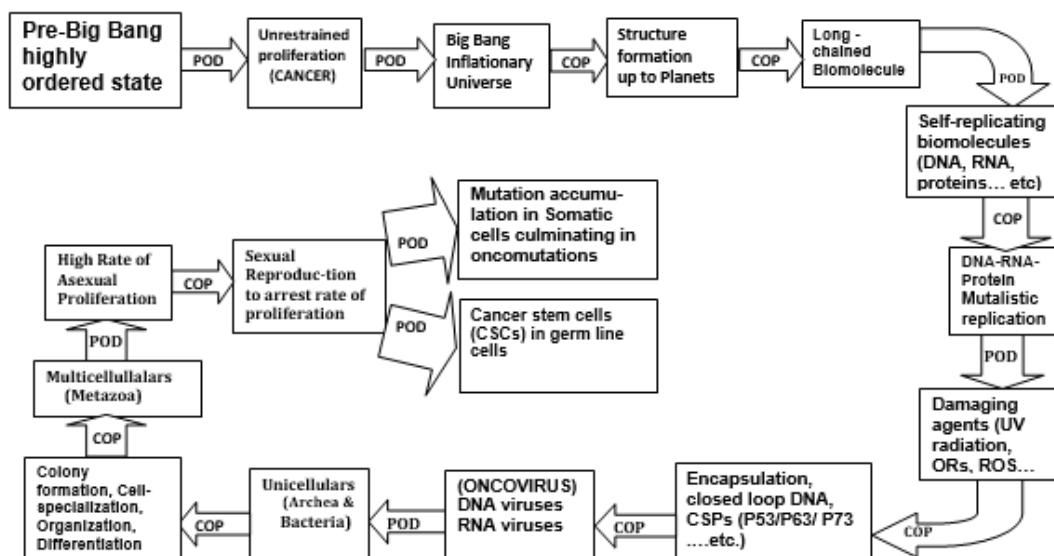 Pre-Big Bang
highly
ordered state
POD
Unrestrained
proliferation
(CANCER)
POD
Big Bang
Inflationary
Universe
COP
Structure
formation
up to Planets
COP
Long -
chained
Biomolecule
POD
Self-replicating
biomolecules
(DNA, RNA,
proteins... etc)
COP
DNA-RNA-
Protein
Mutalistic
replication
POD
Damaging
agents (UV
radiation,
ORs, ROS...
COP
Encapsulation,
closed loop DNA,
CSPs (P53/P63/ P73
....etc.)
COP
(ONCOVIRUS)
DNA viruses
RNA viruses
POD
Unicellulars
(Archea &
Bacteria)
COP
Colony
formation, Cell-
specialization,
Organization,
Differentiation
COP
Multicellullalars
(Metazoa)
POD
High Rate of
Asexual
Proliferation
COP
Sexual
Reproduc-tion
to arrest rate of
proliferation
POD
Mutation accumu-
lation in Somatic
cells culminating in
oncomutations
POD
Cancer stem cells
(CSCs) in germ line
cells